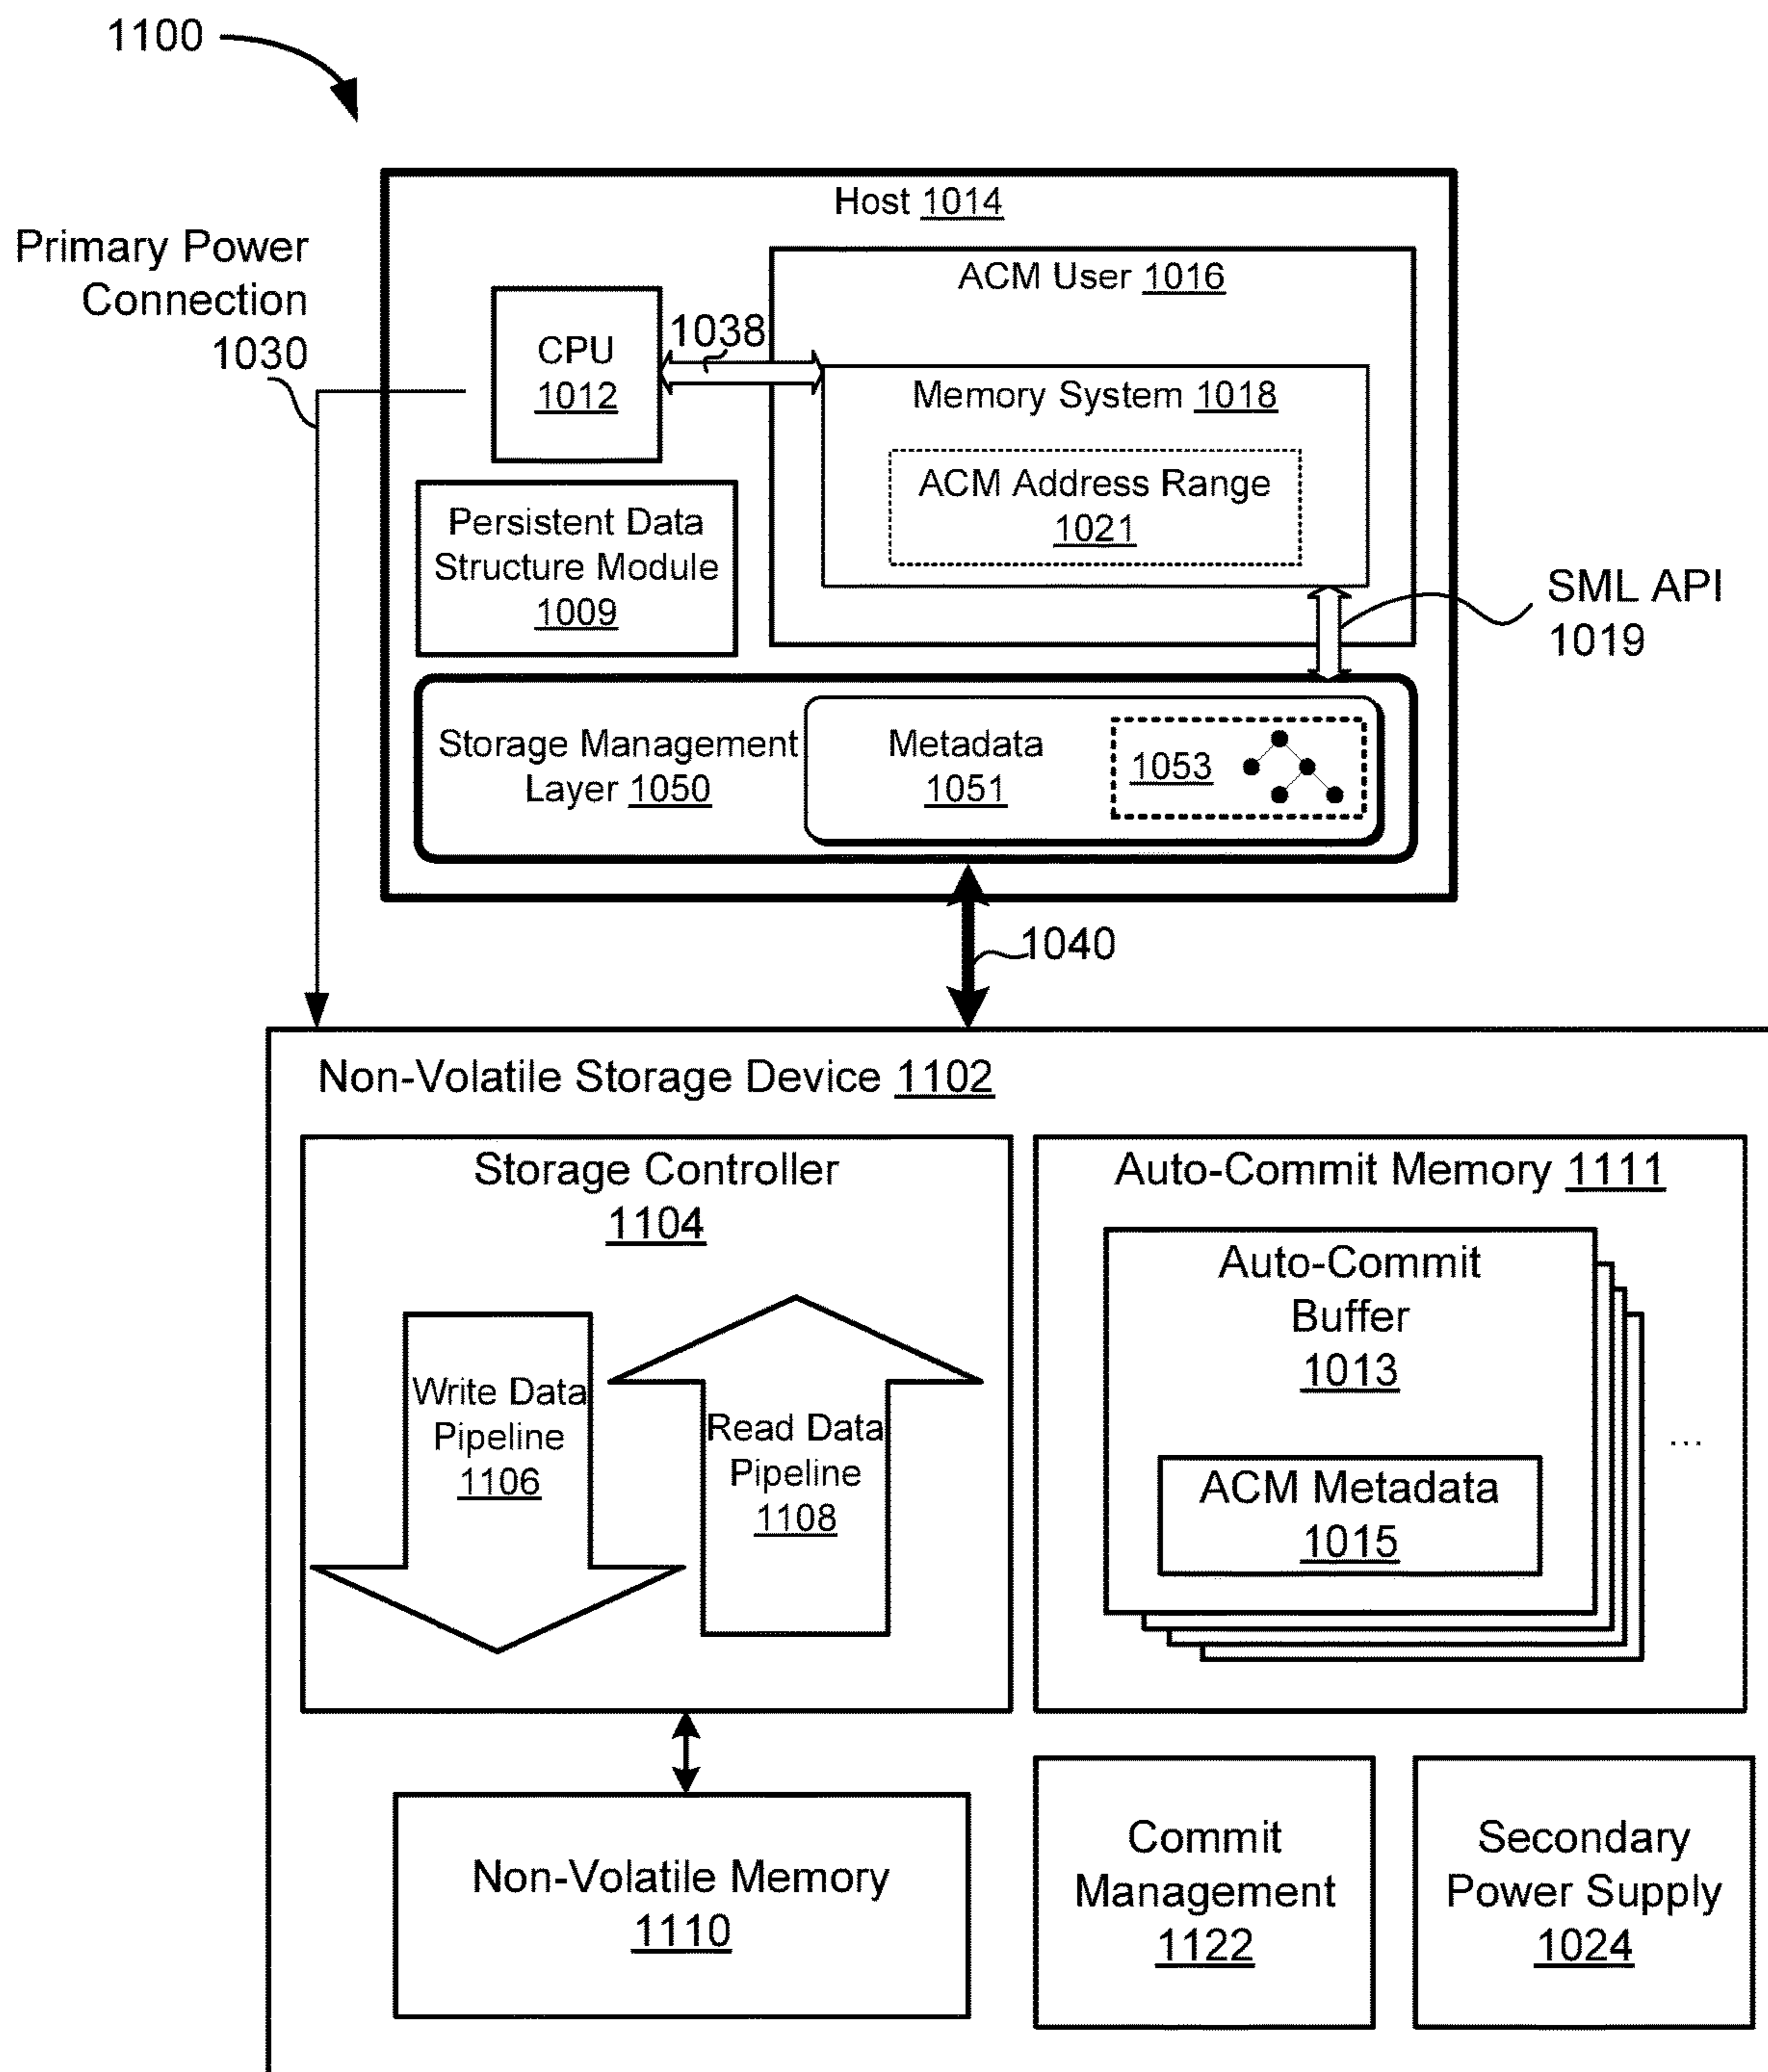 1100
Host 1014
Primary Power
Connection
1030
ACM User 1016
CPU
1012
1038
Memory System 1018
ACM Address Range
1021
Persistent Data
Structure Module
1009
SML API
1019
Storage Management
Layer 1050
Metadata
1051
1053
1040
Non-Volatile Storage Device 1102
Storage Controller
1104
Write Data
Pipeline
1106
Read Data
Pipeline
1108
Auto-Commit Memory 1111
Auto-Commit
Buffer
1013
ACM Metadata
1015
...
Non-Volatile Memory
1110
Commit
Management
1122
Secondary
Power Supply
1024